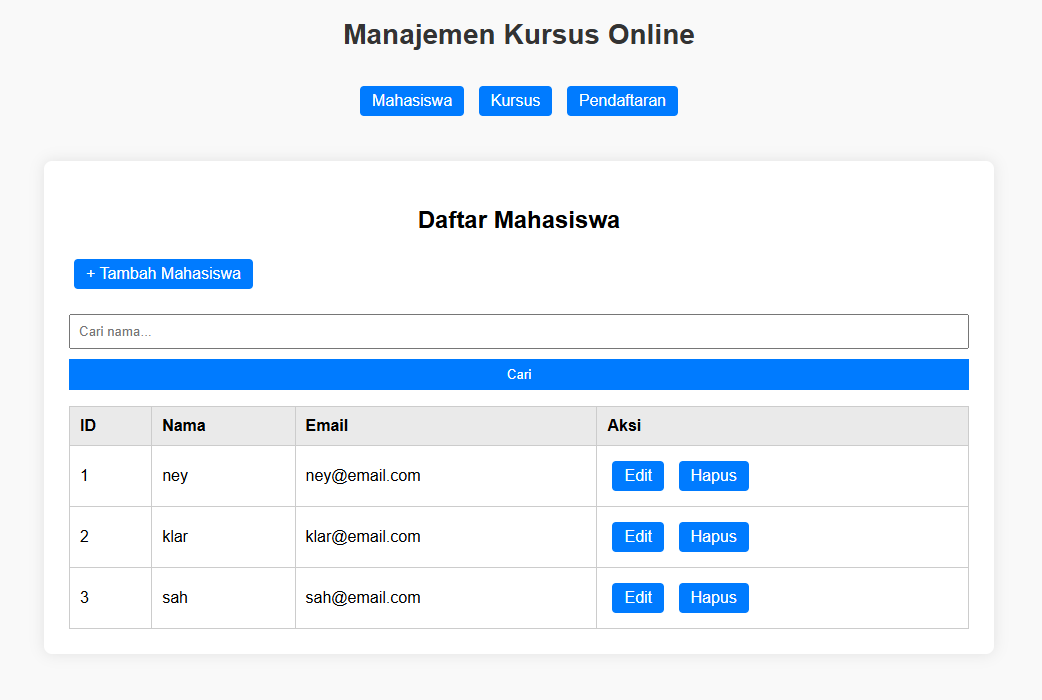 Manajemen Kursus Online
Mahasiswa Kursus Pendaftaran
Daftar Mahasiswa
+ Tambah Mahasiswa
Cari nama...
Cari
ID Nama Email Aksi
1 ney ney@email.com Edit Hapus
2 klar klar@email.com Edit Hapus
3 sah sah@email.com Edit Hapus